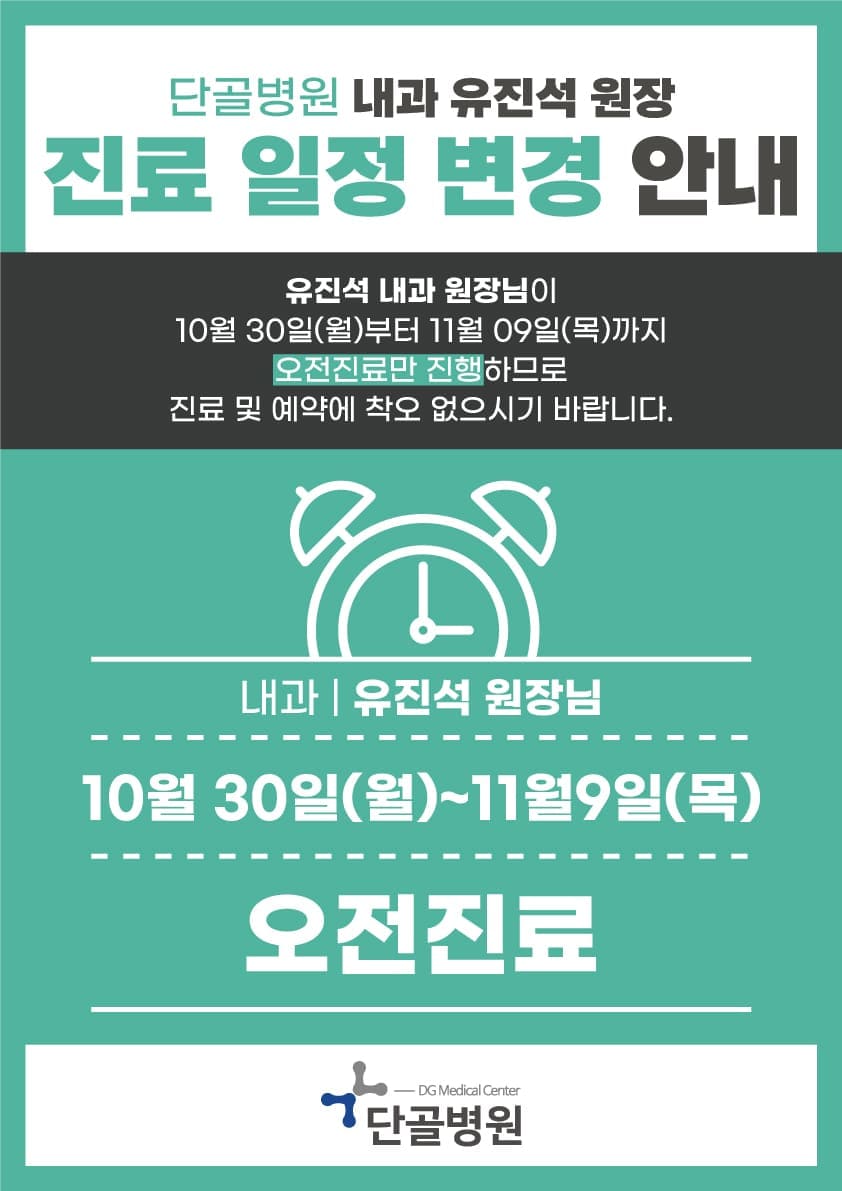 단골병원 내과 유진석 원장
진료 일정 변경 안내
유진석 내과 원장님이
10월 30일(월)부터 11월 09일(목)까지
오전진료만 진행하므로
진료 및 예약에 착오 없으시기 바랍니다.
내과 | 유진석 원장님
10월 30일(월)~11월9일(목)
오전진료
DG Medical Center
단골병원